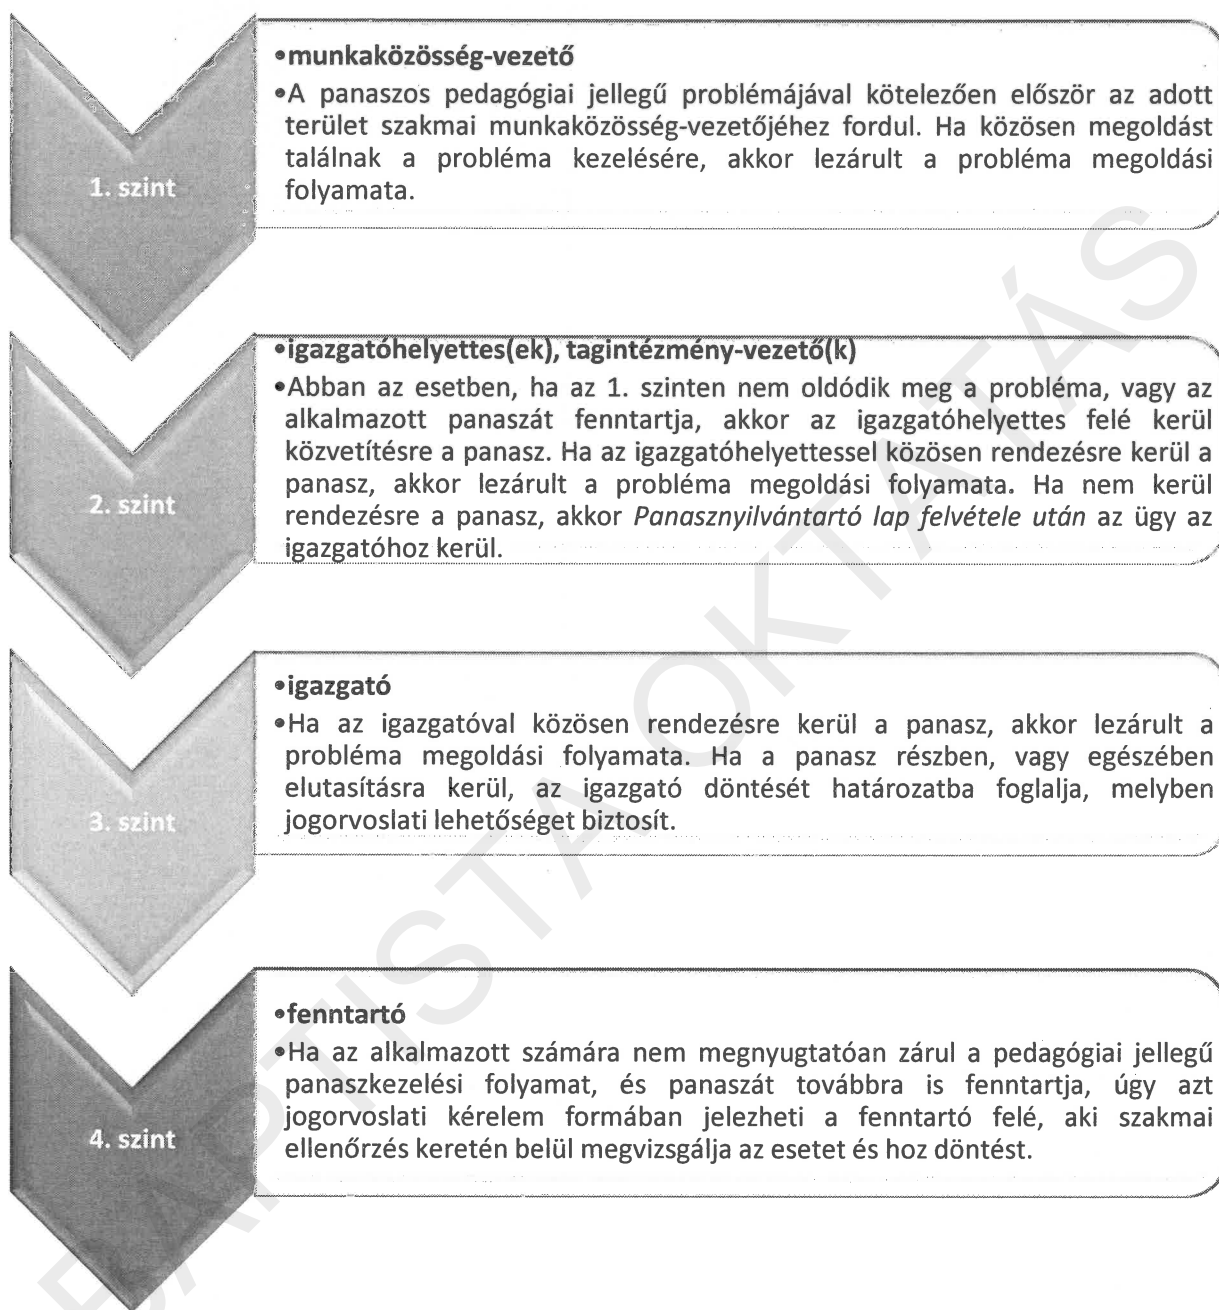 •munkaközösség-vezető
•A panaszos pedagógiai jellegű problémájával kötelezően először az adott
terület szakmai munkaközösség-vezetőjéhez fordul. Ha közösen megoldást
találnak a probléma kezelésére, akkor lezárult a probléma megoldási
folyamata.
1. szint
•igazgatóhelyettes(ek), tagintézmény-vezető(k)
•Abban az esetben, ha az 1. szinten nem oldódik meg a probléma, vagy az
alkalmazott panaszát fenntartja, akkor az igazgatóhelyettes felé kerül
közvetítésre a panasz. Ha az igazgatóhelyettessel közösen rendezésre kerül a
panasz, akkor lezárult a probléma megoldási folyamata. Ha nem kerül
rendezésre a panasz, akkor Panasznyilvántartó lap felvétele után az ügy az
igazgatóhoz kerül.
2. szint
•igazgató
•Ha az igazgatóval közösen rendezésre kerül a panasz, akkor lezárult a
probléma megoldási folyamata. Ha a panasz részben, vagy egészében
elutasításra kerül, az igazgató döntését határozatba foglalja, melyben
jogorvoslati lehetőséget biztosít.
3. szint
•fenntartó
•Ha az alkalmazott számára nem megnyugtatóan zárul a pedagógiai jellegű
panaszkezelési folyamat, és panaszát továbbra is fenntartja, úgy azt
jogorvoslati kérelem formában jelezheti a fenntartó felé, aki szakmai
ellenőrzés keretén belül megvizsgálja az esetet és hoz döntést.
4. szint
BAPTISTA OKTATÁS